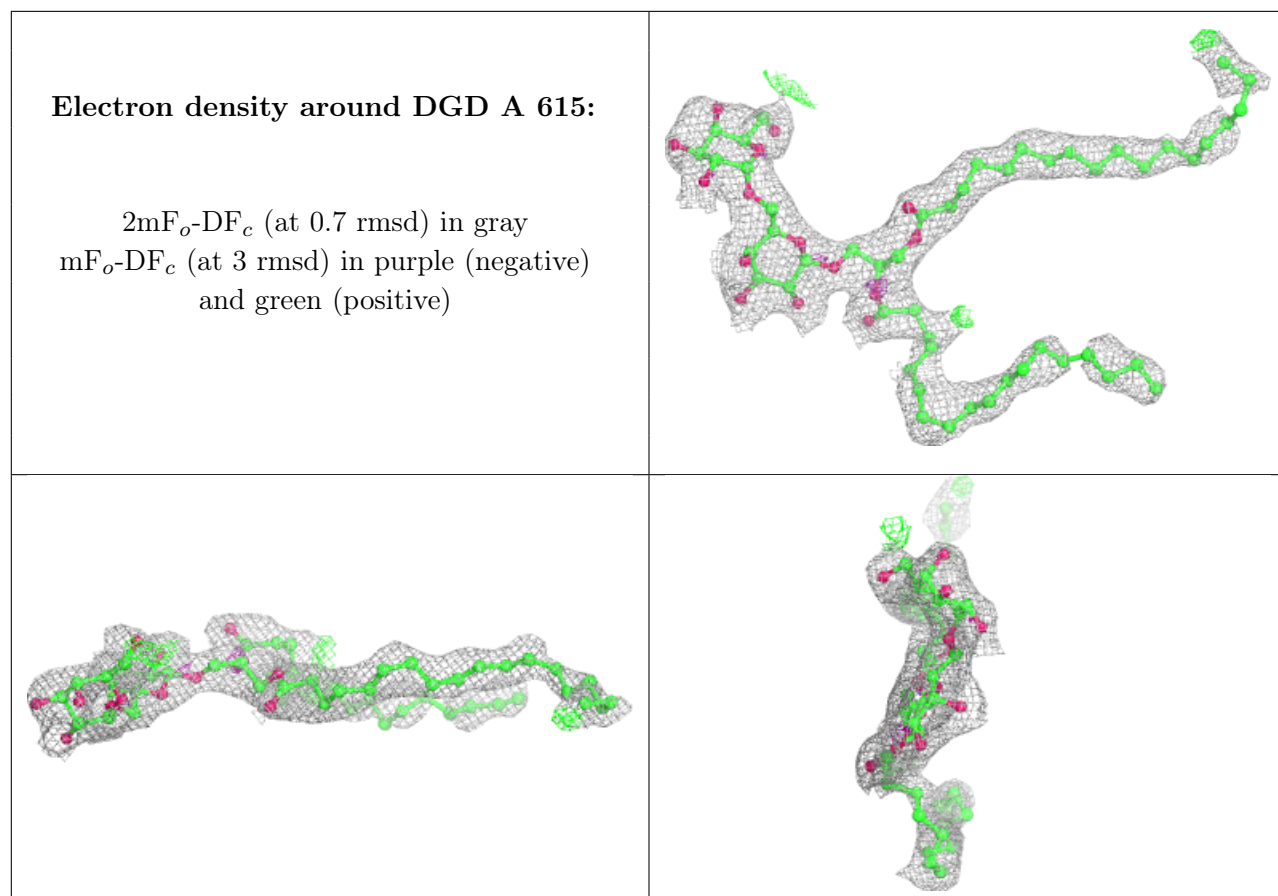 Electron density around DGD A 615:
2mFo-DFc (at 0.7 rmsd) in gray
mFo-DFc (at 3 rmsd) in purple (negative)
and green (positive)